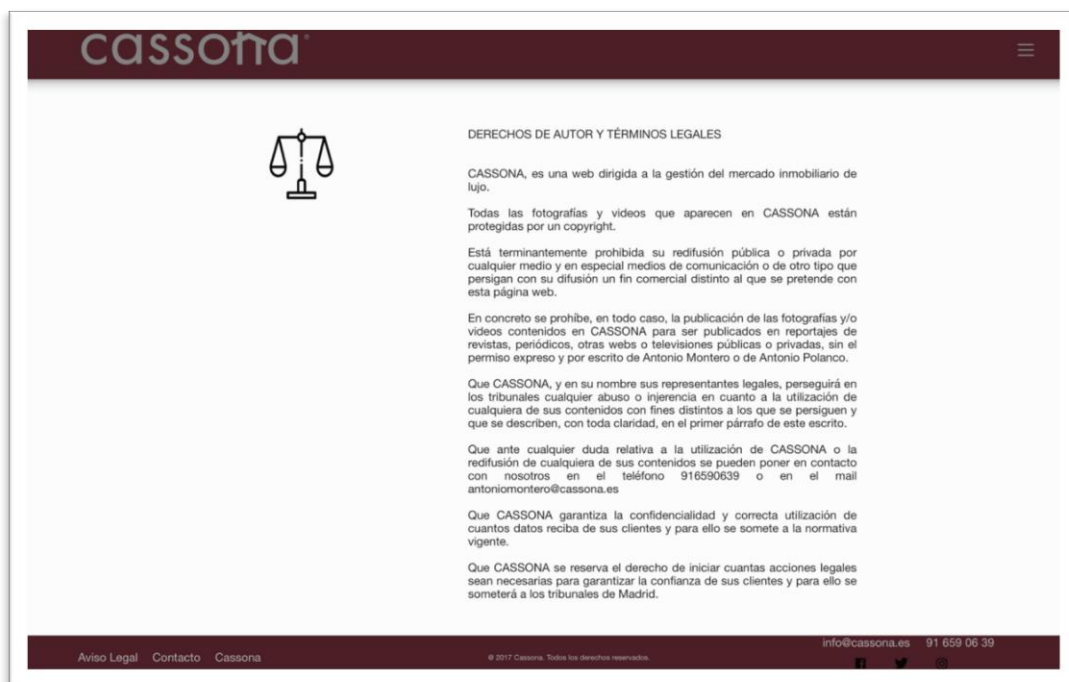 cassona
DERECHOS DE AUTOR Y TÉRMINOS LEGALES
CASSONA, es una web dirigida a la gestión del mercado inmobiliario de
lujo.
Todas las fotografías y videos que aparecen en CASSONA están
protegidas por un copyright.
Está terminantemente prohibida su redifusión pública o privada por
cualquier medio y en especial medios de comunicación o de otro tipo que
persigan con su difusión un fin comercial distinto al que se pretende con
esta página web.
En concreto se prohíbe, en todo caso, la publicación de las fotografías y/o
videos contenidos en CASSONA para ser publicados en reportajes de
revistas, periódicos, otras webs o televisiones públicas o privadas, sin el
permiso expreso y por escrito de Antonio Montero o de Antonio Polanco.
Que CASSONA, y en su nombre sus representantes legales, perseguirá en
los tribunales cualquier abuso o injerencia en cuanto a la utilización de
cualquiera de sus contenidos con fines distintos a los que se persiguen y
que se describen, con toda claridad, en el primer párrafo de este escrito.
Que ante cualquier duda relativa a la utilización de CASSONA o la
redifusión de cualquiera de sus contenidos se pueden poner en contacto
con nosotros en el teléfono 916590639 o en el mail
antoniomontero@cassona.es
Que CASSONA garantiza la confidencialidad y correcta utilización de
cuantos datos reciba de sus clientes y para ello se somete a la normativa
vigente.
Que CASSONA se reserva el derecho de iniciar cuantas acciones legales
sean necesarias para garantizar la confianza de sus clientes y para ello se
someterá a los tribunales de Madrid.
info@cassona.es 91 659 06 39
Aviso Legal Contacto Cassona
© 2017 Cassona. Todos los derechos reservados.